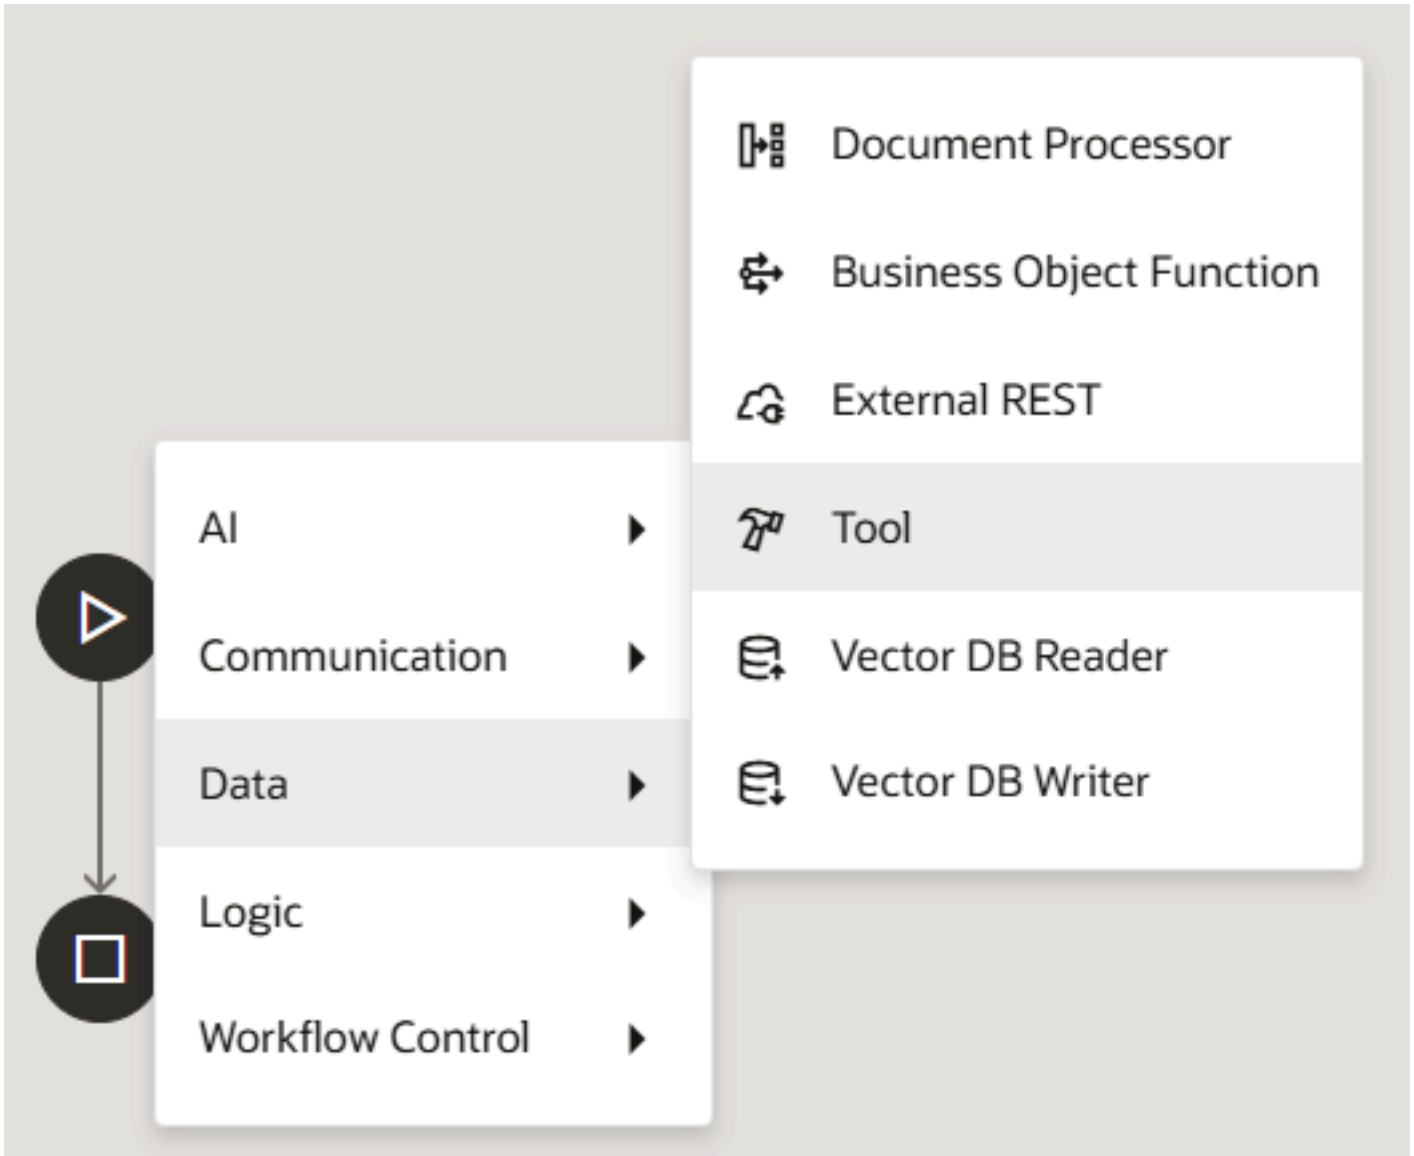 AI
Communication
Data
Logic
Workflow Control
Document Processor
Business Object Function
External REST
Tool
Vector DB Reader
Vector DB Writer